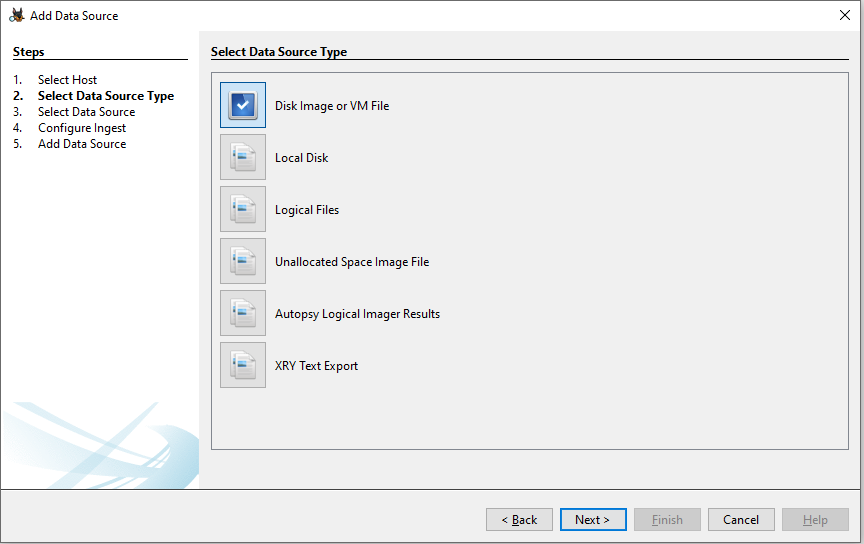 Add Data Source
Steps
1. Select Host
2. Select Data Source Type
3. Select Data Source
4. Configure Ingest
5. Add Data Source
Select Data Source Type
Disk Image or VM File
Local Disk
Logical Files
Unallocated Space Image File
Autopsy Logical Imager Results
XRY Text Export
< Back
Next >
Finish
Cancel
Help